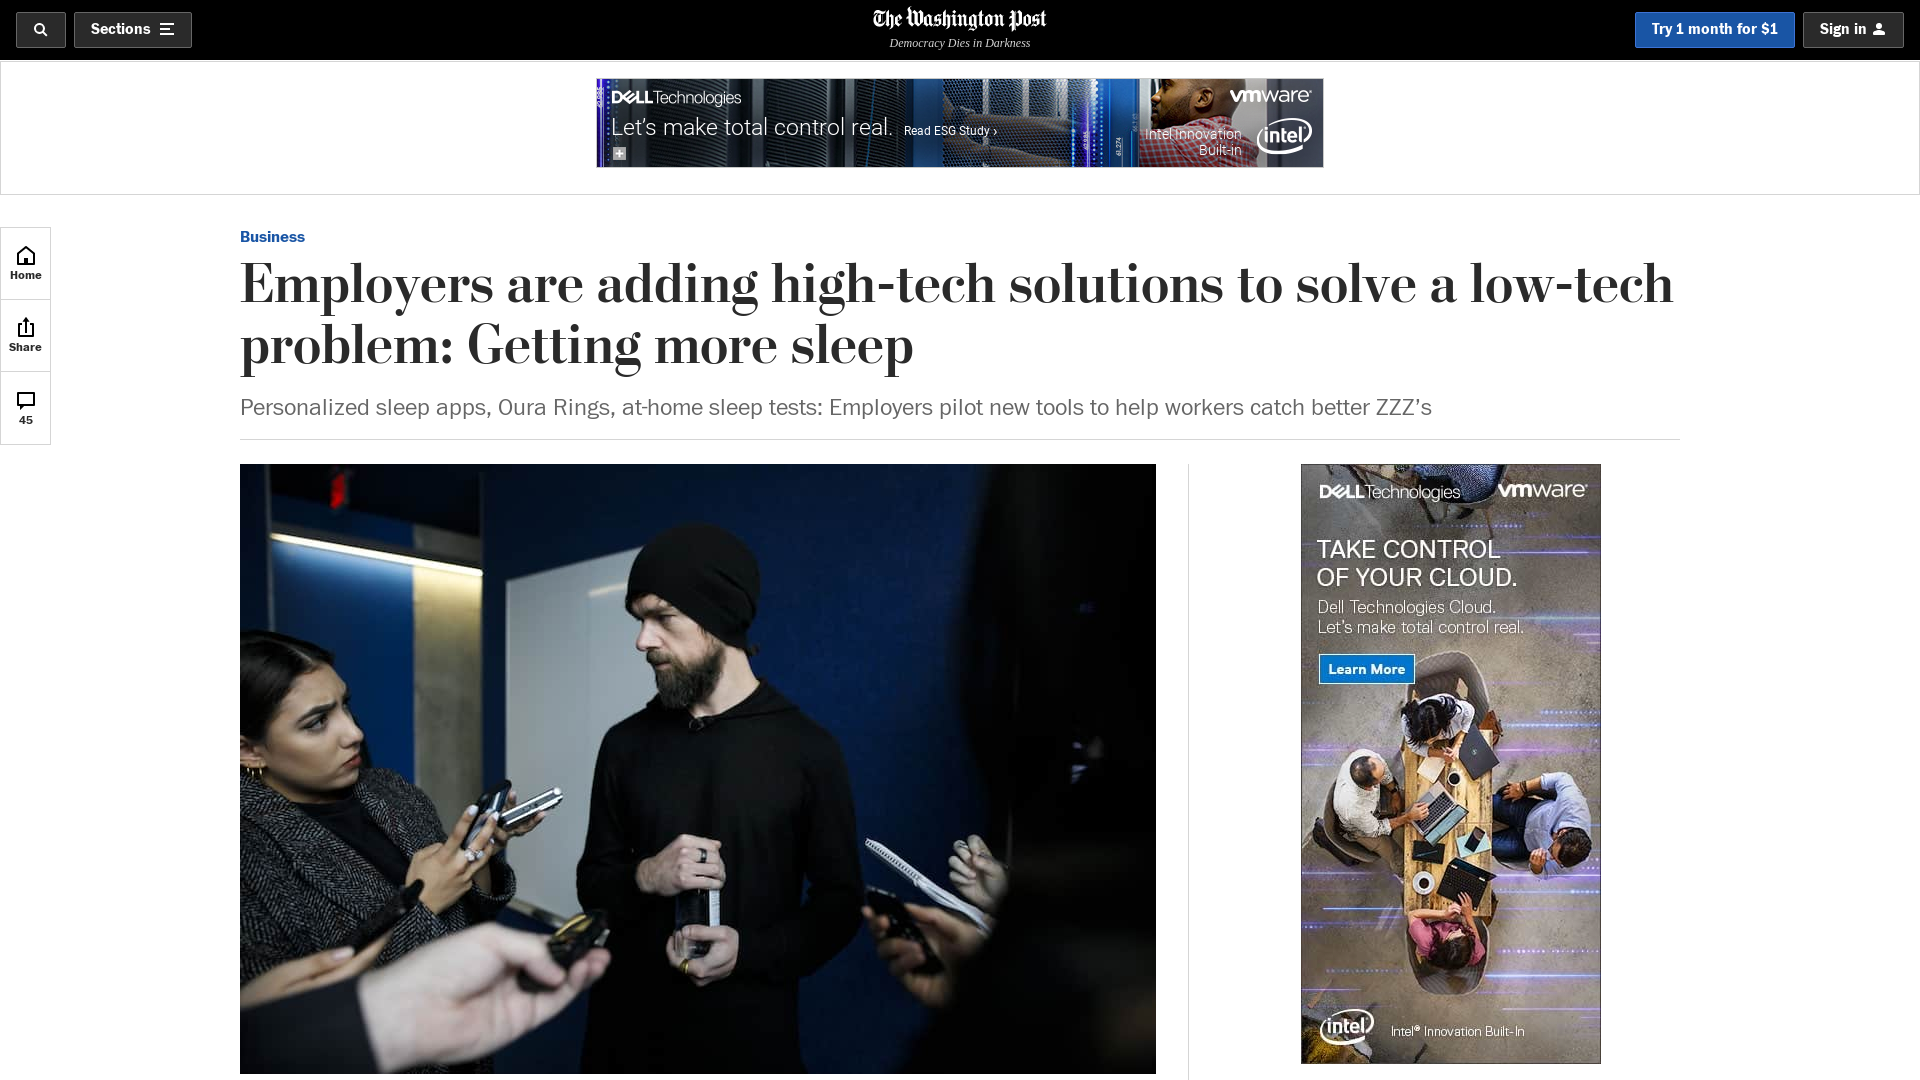 Sections
The Washington Post
Democracy Dies in Darkness
Try 1 month for $1
Sign in
DELLTechnologies
vmware
Let's make total control real. Read ESG Study ›
Intel Innovation
Built-in
intel
Home
Share
45
Business
Employers are adding high-tech solutions to solve a low-tech
problem: Getting more sleep
Personalized sleep apps, Oura Rings, at-home sleep tests: Employers pilot new tools to help workers catch better ZZZ’s
DELLTechnologies
vmware
TAKE CONTROL
OF YOUR CLOUD.
Dell Technologies Cloud.
Let's make total control real.
Learn More
intel
Intel® Innovation Built-In